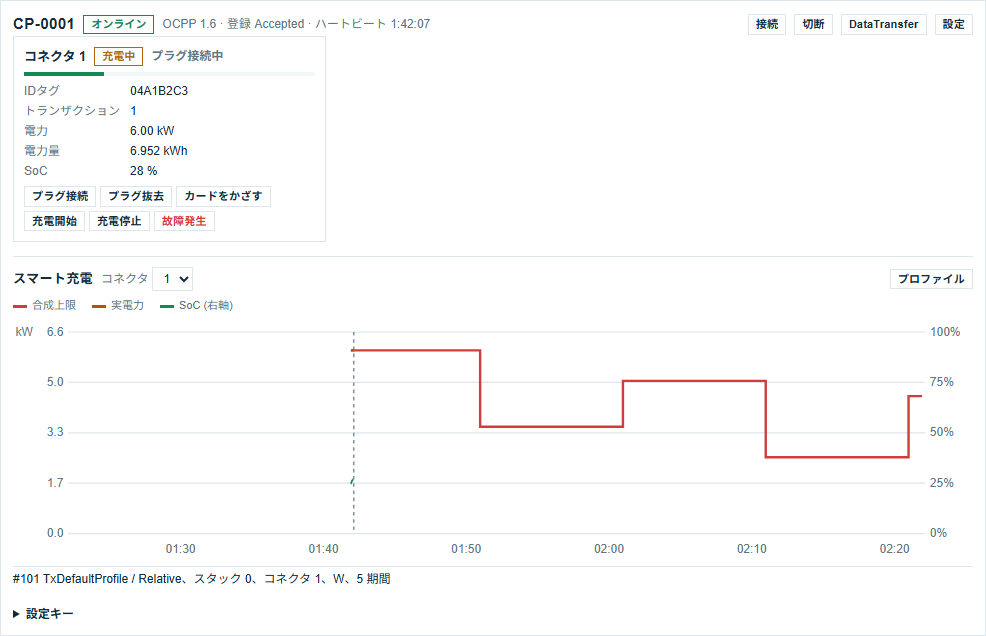 CP-0001 オンライン OCPP 1.6 · 登録 Accepted · ハートビート 1:42:07 接続 切断 DataTransfer 設定
コネクタ 1 充電中 プラグ接続中
IDタグ 04A1B2C3
トランザクション 1
電力 6.00 kW
電力量 6.952 kWh
SoC 28 %
プラグ接続 プラグ抜去 カードをかざす
充電開始 充電停止 故障発生
スマート充電 コネクタ 1 プロファイル
合成上限 実電力 SoC (右軸)
kW 6.6 100%
5.0 75%
3.3 50%
1.7 25%
0.0 0%
01:30 01:40 01:50 02:00 02:10 02:20
#101 TxDefaultProfile / Relative、スタック 0、コネクタ 1、W、5 期間
設定キー